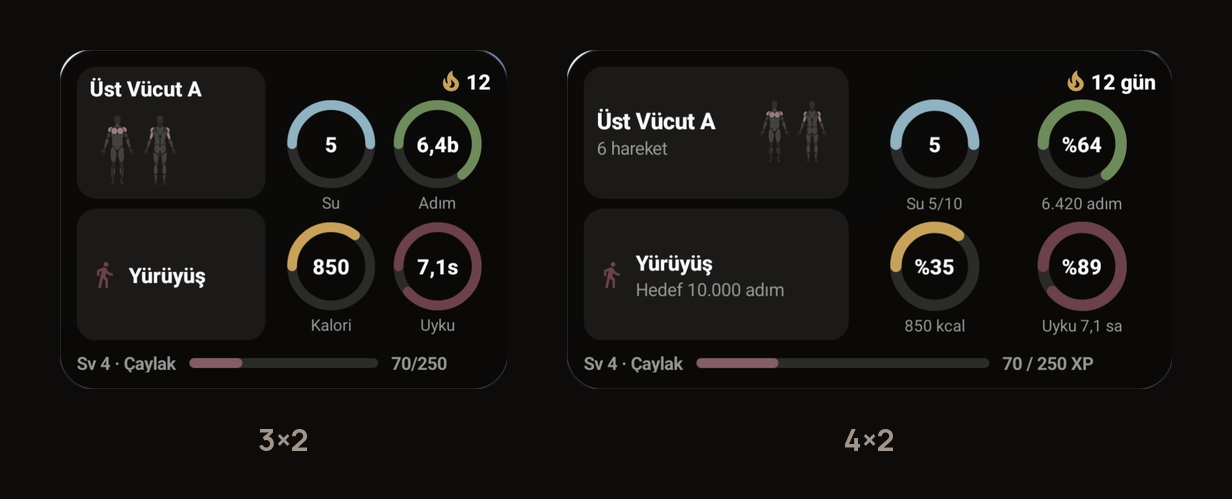 Üst Vücut A
12
5
6,4b
Su
Adım
Yürüyüş
850
7,1s
Kalori
Uyku
Sv 4 · Çaylak
70/250
3×2
12 gün
Üst Vücut A
6 hareket
5
%64
Su 5/10
6.420 adım
Yürüyüş
Hedef 10.000 adım
%35
%89
850 kcal
Uyku 7,1 sa
Sv 4 · Çaylak
70 / 250 XP
4×2